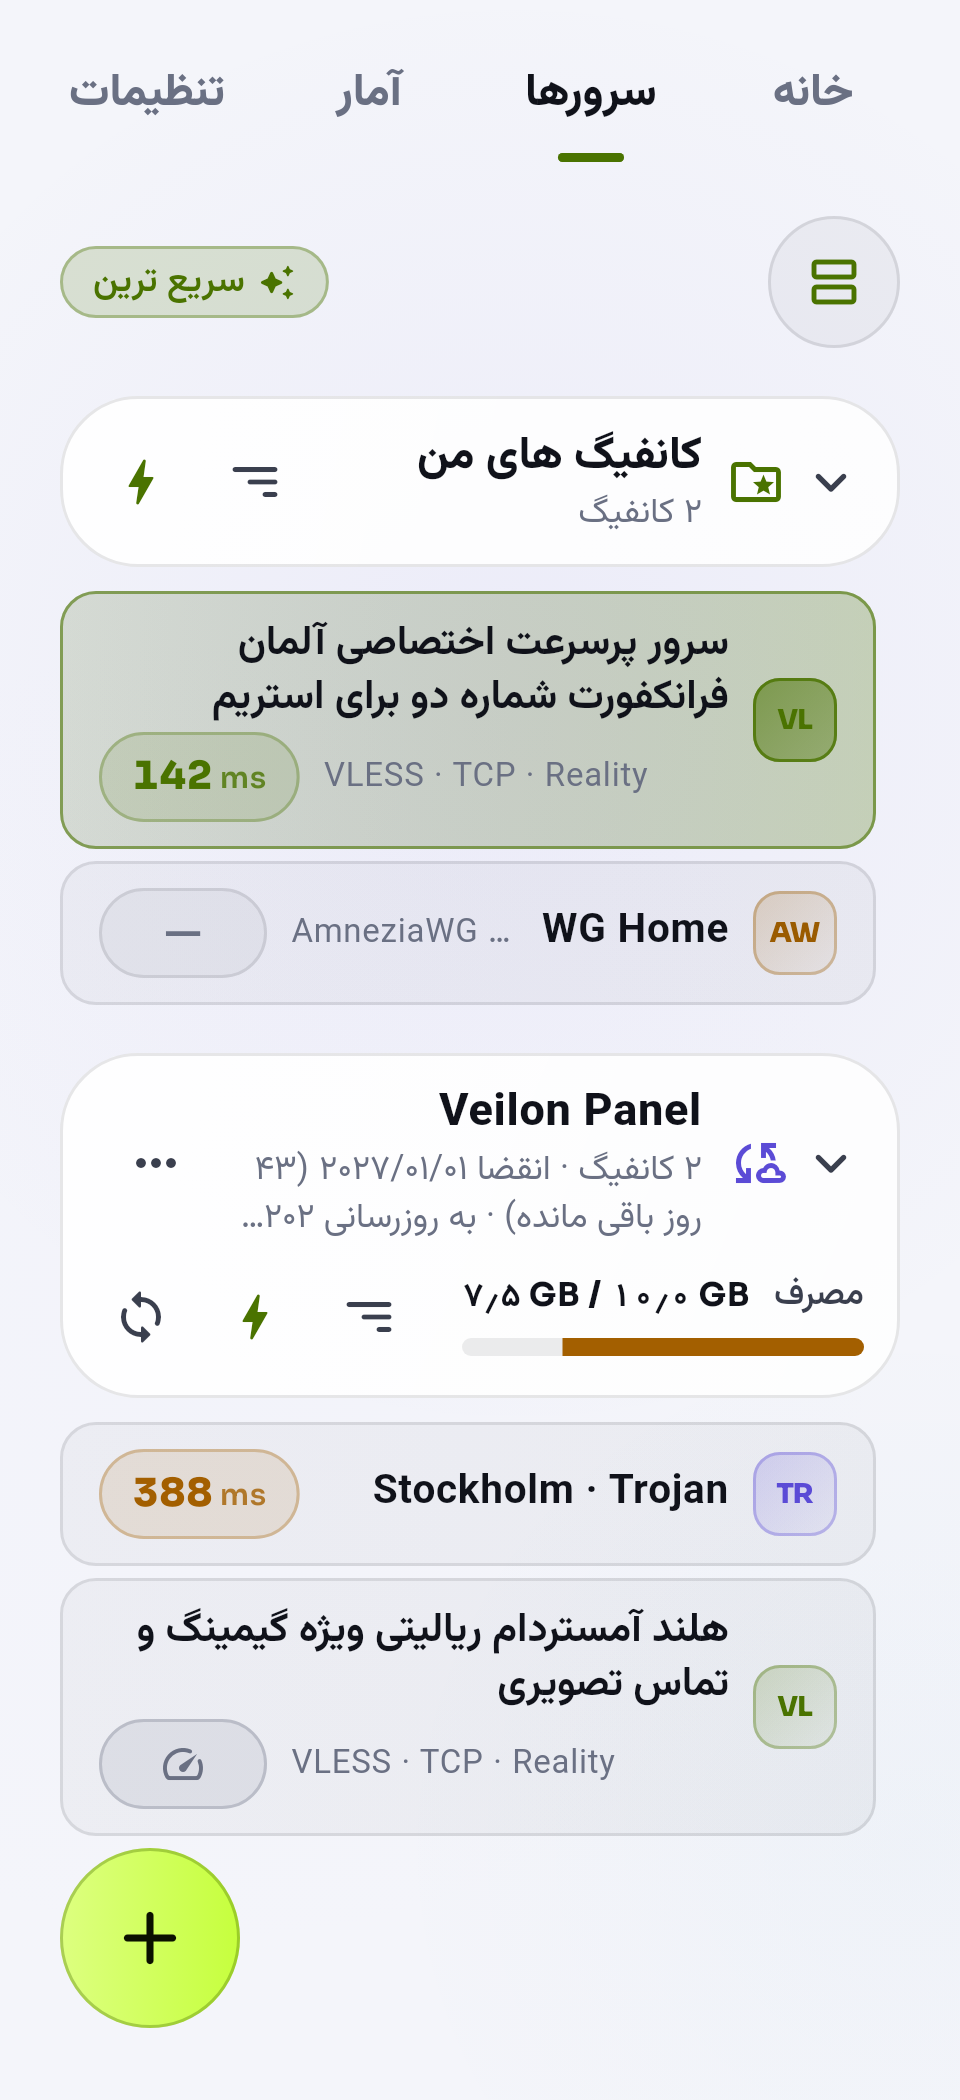 خانه
سرورها
آمار
تنظیمات
سریع ترین
کانفیگ های من
۲ کانفیگ
سرور پرسرعت اختصاصی آلمان
فرانکفورت شماره دو برای استریم
VL
VLESS · TCP · Reality
142 ms
AW
WG Home
AmneziaWG ...
—
Veilon Panel
۲ کانفیگ · انقضا ۲۰۲۷/۰۱/۰۱ (۴۳
روز باقی مانده) · به روزرسانی ۲۰۲...
مصرف
۷٫۵ GB / ۱۰٫۰ GB
TR
Stockholm · Trojan
388 ms
هلند آمستردام ریالیتی ویژه گیمینگ و
تماس تصویری
VL
VLESS · TCP · Reality